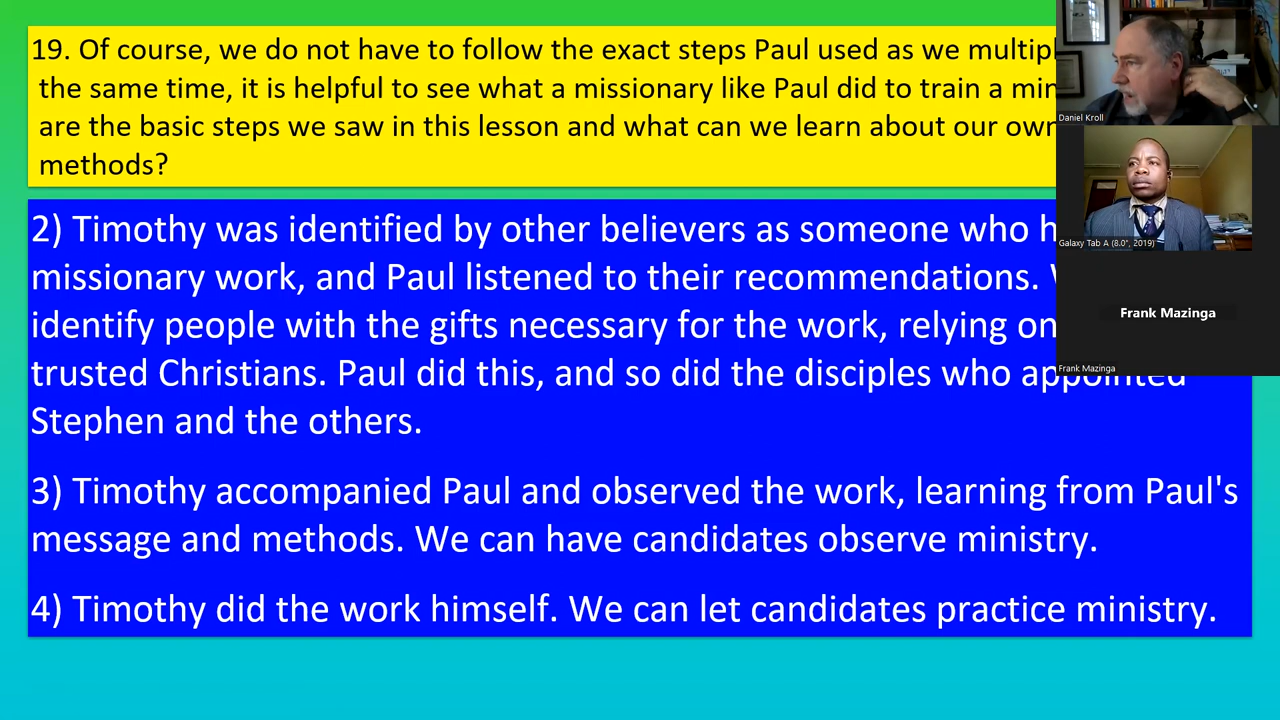 19. Of course, we do not have to follow the exact steps Paul used as we
the same time, it is helpful to see what a missionary like Paul did to train a
are the basic steps we saw in this lesson and what can we learn about our own
methods?
2) Timothy was identified by other believers as someone who
missionary work, and Paul listened to their recommendations.
identify people with the gifts necessary for the work, relying on
trusted Christians. Paul did this, and so did the disciples who appointed
Stephen and the others.
3) Timothy accompanied Paul and observed the work, learning from Paul's
message and methods. We can have candidates observe ministry.
4) Timothy did the work himself. We can let candidates practice ministry.
Daniel Kroll
Galaxy Tab A (8.0", 2019)
Frank Mazinga
Frank Mazinga